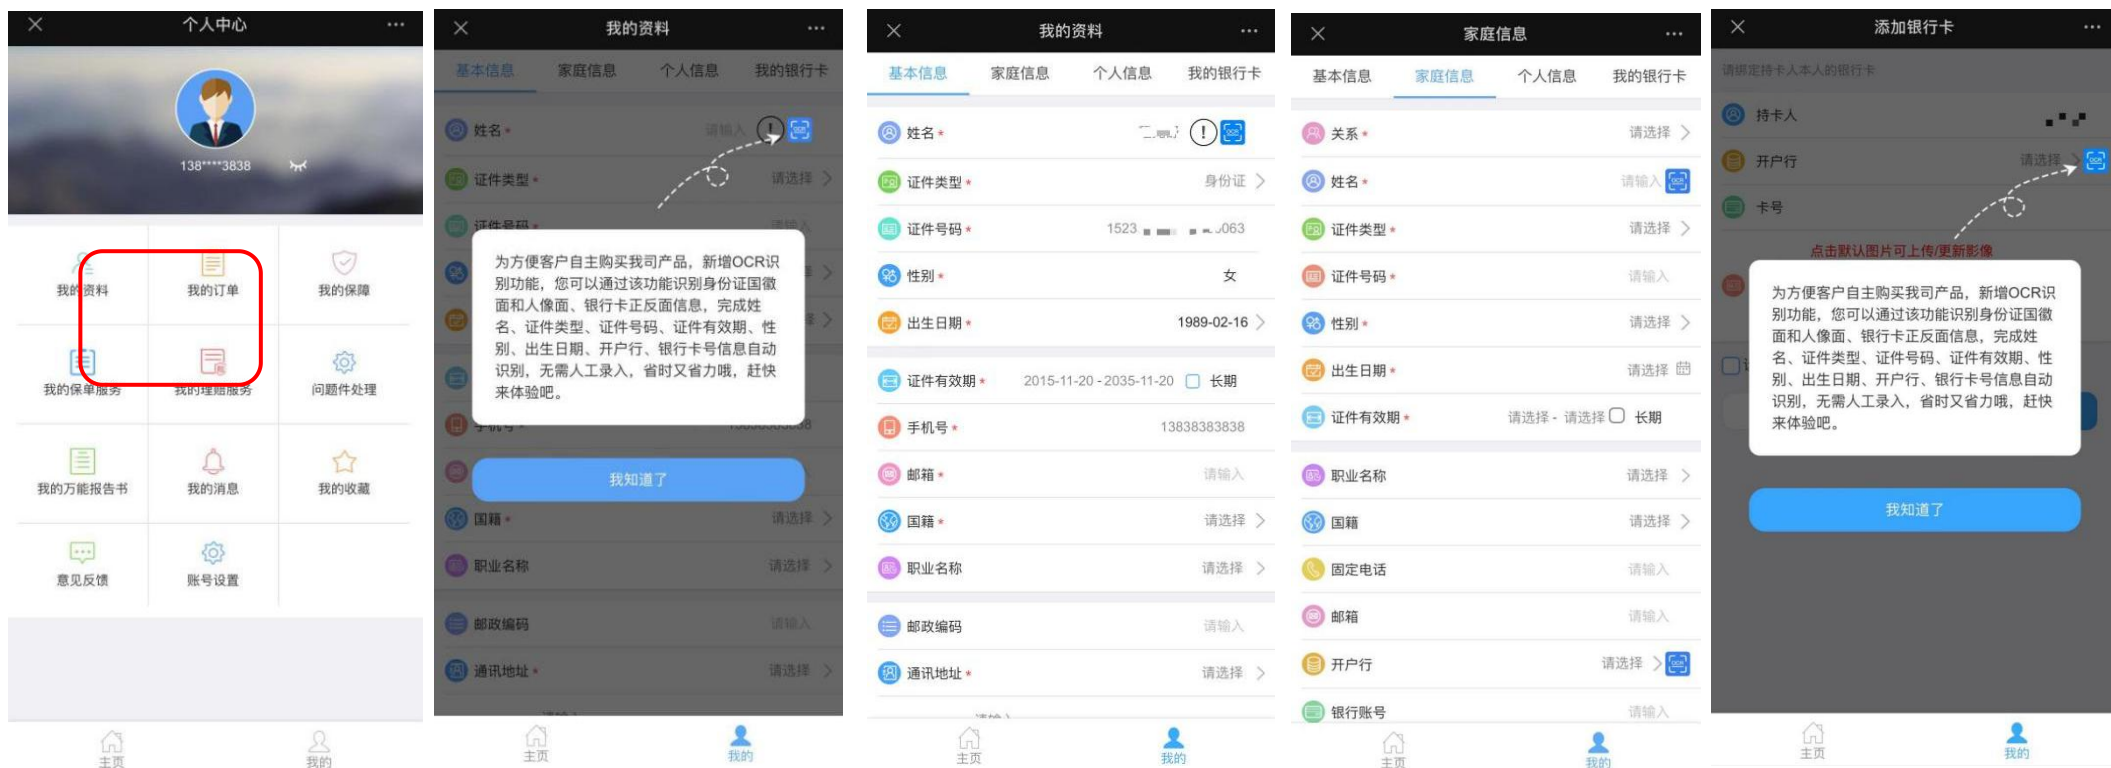 个人中心
138****3838
我的资料
我的订单
我的保障
我的保单服务
我的理赔服务
问题件处理
我的万能报告书
我的消息
我的收藏
意见反馈
账号设置
主页
我的
我的资料
基本信息 家庭信息 个人信息 我的银行卡
姓名* 请输入
证件类型* 请选择
证件号码*
为方便客户自主购买我司产品，新增OCR识
别功能，您可以通过该功能识别身份证国徽
面和人像面、银行卡正反面信息，完成姓
名、证件类型、证件号码、证件有效期、性
别、出生日期、开户行、银行卡号信息自动
识别，无需人工录入，省时又省力哦，赶快
来体验吧。
我知道了
国籍* 请选择
职业名称 请选择
邮政编码 请输入
通讯地址* 请选择
主页
我的
我的资料
基本信息 家庭信息 个人信息 我的银行卡
姓名*
证件类型* 身份证
证件号码* 1523 063
性别* 女
出生日期* 1989-02-16
证件有效期* 2015-11-20 - 2035-11-20 长期
手机号* 13838383838
邮箱* 请输入
国籍* 请选择
职业名称 请选择
邮政编码 请输入
通讯地址* 请选择
主页
我的
家庭信息
基本信息 家庭信息 个人信息 我的银行卡
关系* 请选择
姓名* 请输入
证件类型* 请选择
证件号码* 请输入
性别* 请选择
出生日期* 请选择
证件有效期* 请选择 - 请选择 长期
职业名称 请选择
国籍 请选择
固定电话 请输入
邮箱 请输入
开户行 请选择
银行账号 请输入
主页
我的
添加银行卡
请绑定持卡人本人的银行卡
持卡人
开户行 请选择
卡号
点击默认图片可上传/更新影像
为方便客户自主购买我司产品，新增OCR识
别功能，您可以通过该功能识别身份证国徽
面和人像面、银行卡正反面信息，完成姓
名、证件类型、证件号码、证件有效期、性
别、出生日期、开户行、银行卡号信息自动
识别，无需人工录入，省时又省力哦，赶快
来体验吧。
我知道了
主页
我的